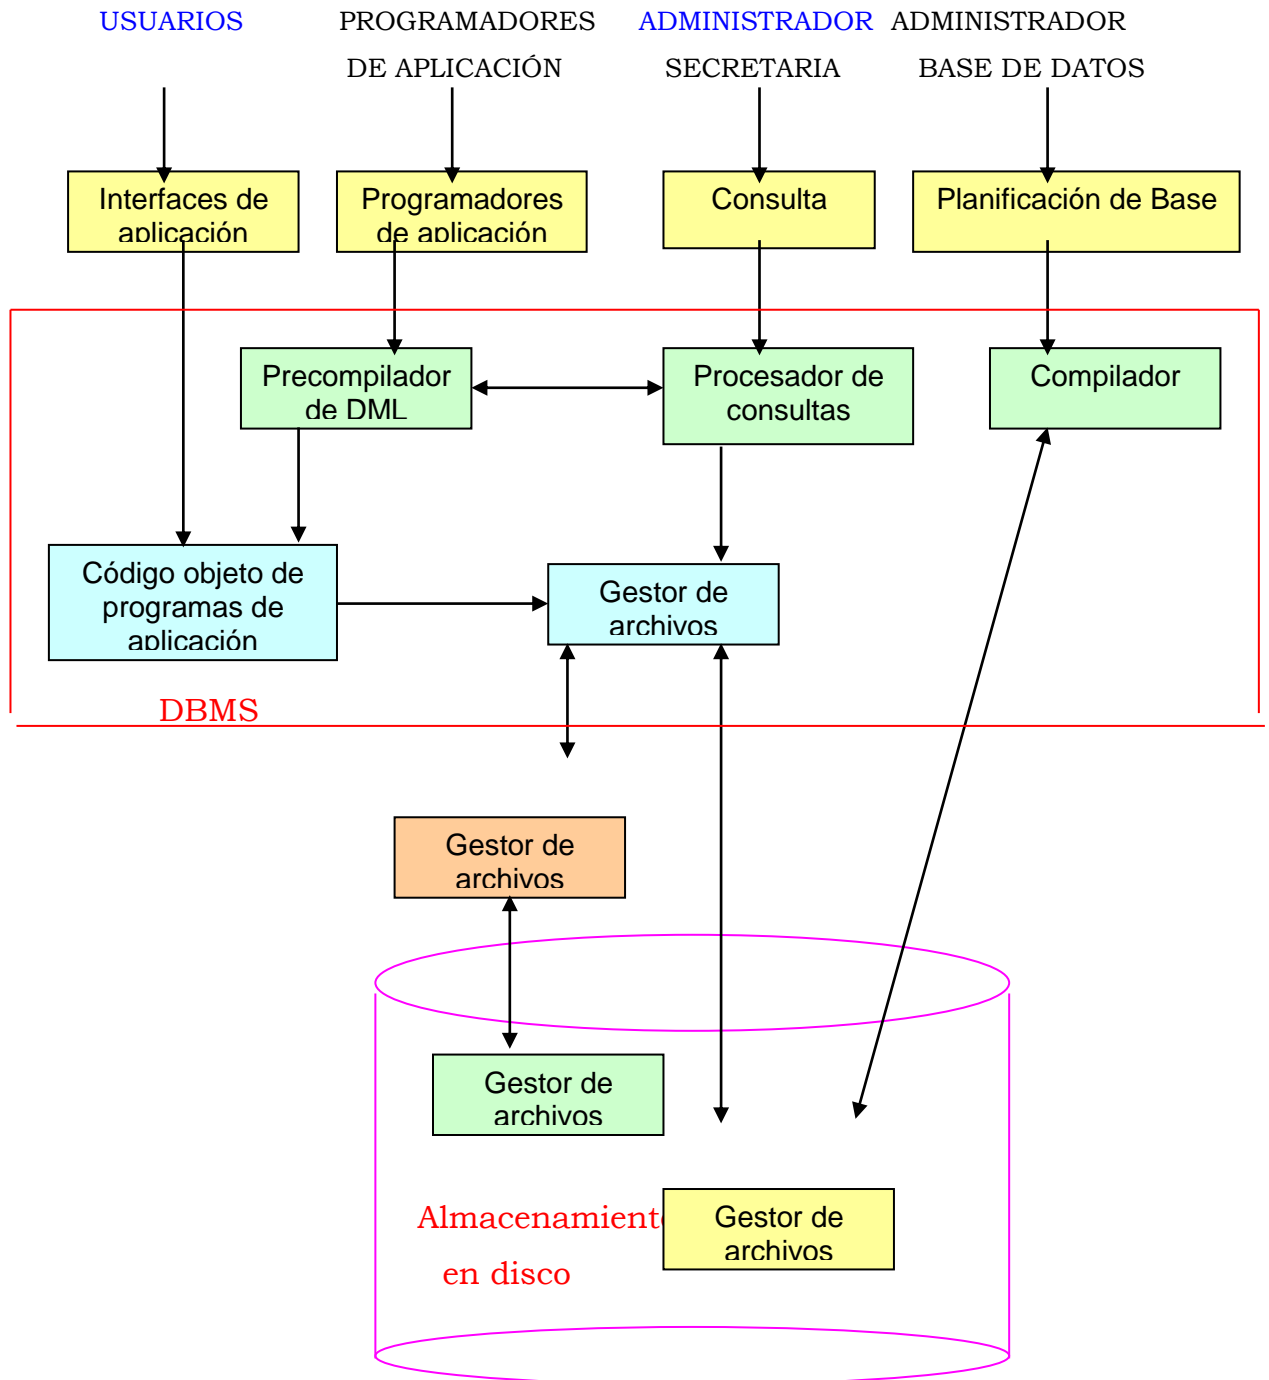 USUARIOS PROGRAMADORES ADMINISTRADOR ADMINISTRADOR
DE APLICACIÓN SECRETARIA BASE DE DATOS
Interfaces de
aplicación
Programadores
de aplicación
Consulta
Planificación de Base
Precompilador
de DML
Procesador de
consultas
Compilador
Código objeto de
programas de
aplicación
Gestor de
archivos
DBMS
Gestor de
archivos
Gestor de
archivos
Almacenamiento
en disco
Gestor de
archivos